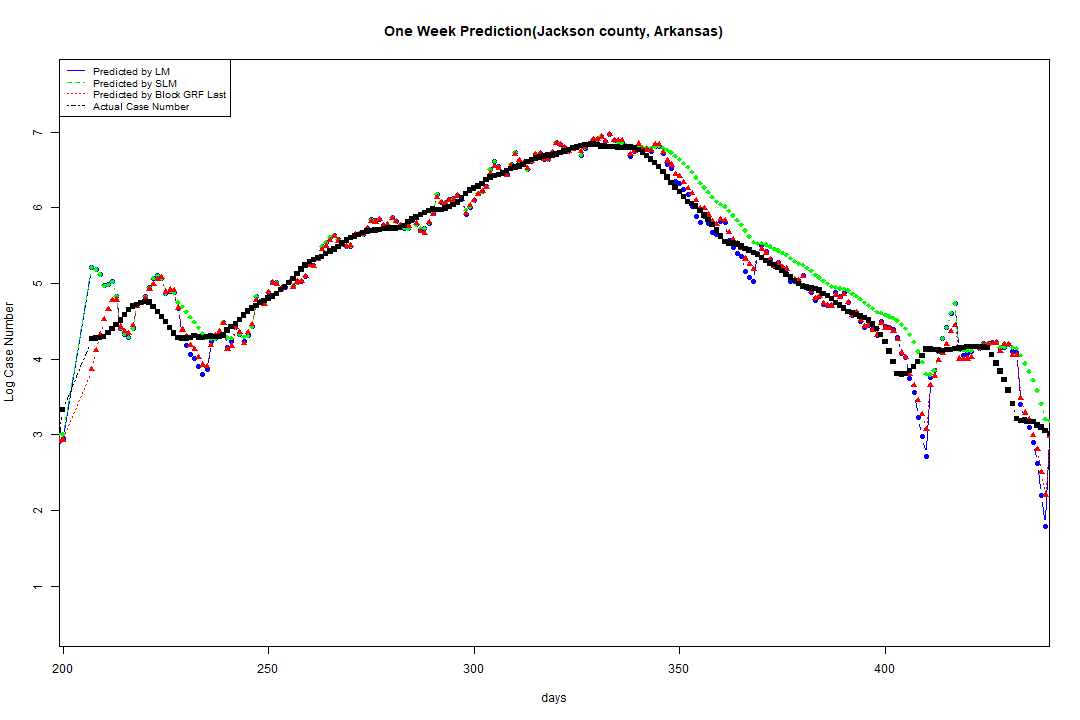 One Week Prediction(Jackson county, Arkansas)
Predicted by LM
Predicted by SLM
Predicted by Block GRF Last
Actual Case Number
Log Case Number
7
6
5
4
3
2
1
200 250 300 350 400
days